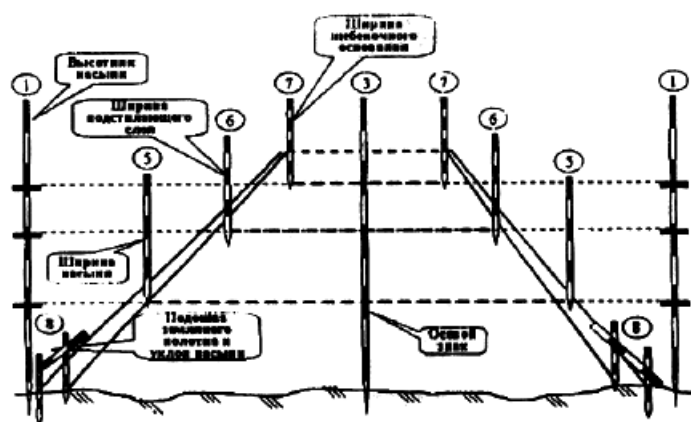 Ширина
щебеночного
основания
1
Высотник
насыпи
7
3
7
1
Ширина
подстилающего
слоя
6
6
5
5
Ширина
насыпи
8
Подошва
земляного
полотна и
уклон насыпи
Осевой
знак
8